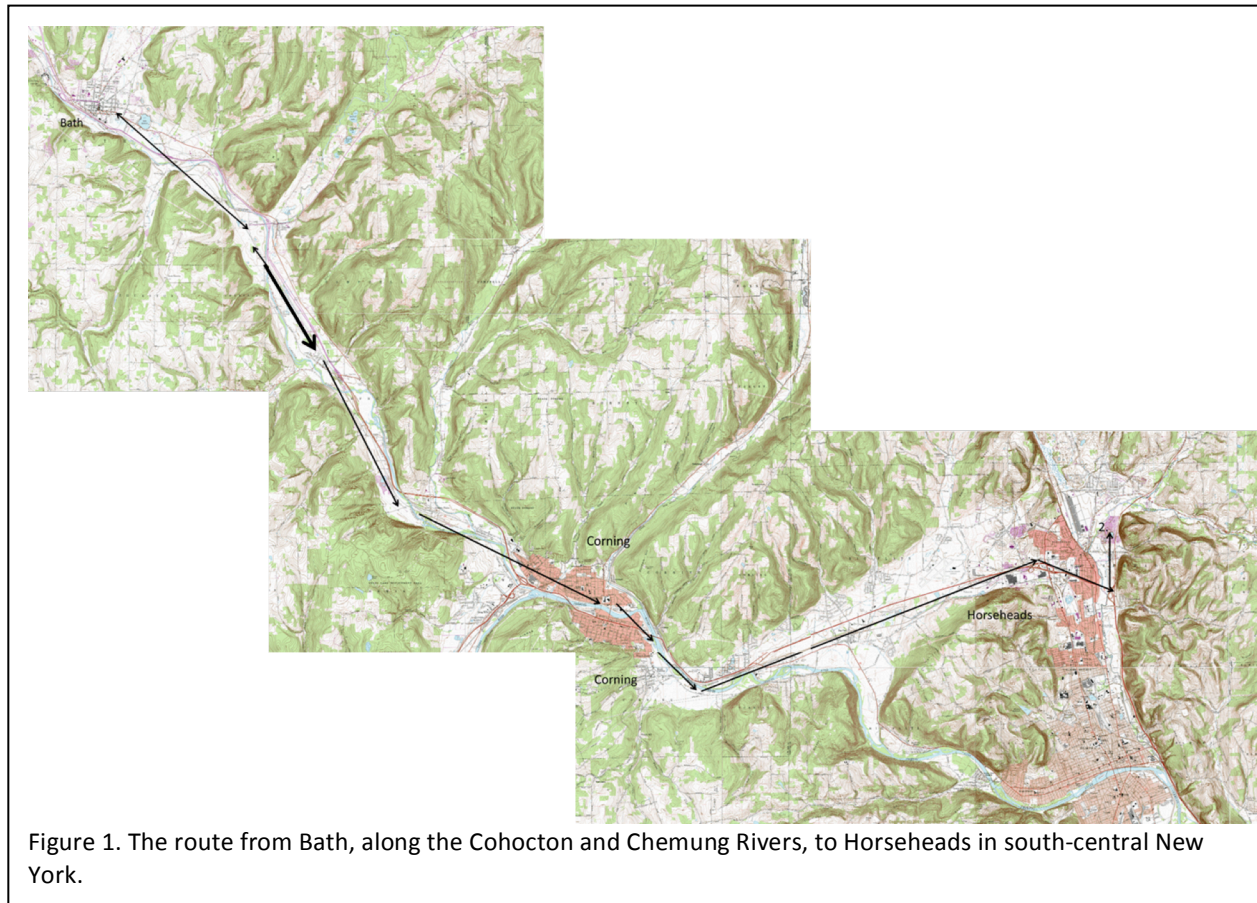 Bath
Corning
2
Horseheads
Corning
Figure 1. The route from Bath, along the Cohocton and Chemung Rivers, to Horseheads in south-central New
York.